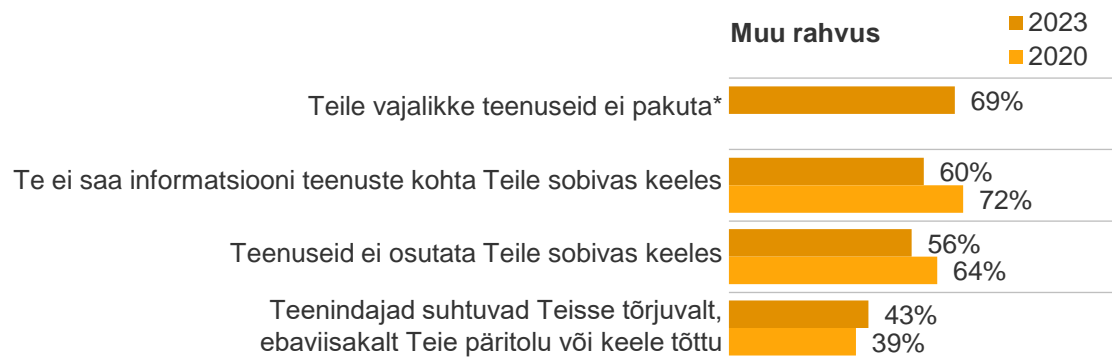 Muu rahvus
2023
2020
Teile vajalikke teenuseid ei pakuta*
69%
Te ei saa informatsiooni teenuste kohta Teile sobivas keeles
60%
72%
Teenuseid ei osutata Teile sobivas keeles
56%
64%
Teenindajad suhtuvad Teisse tõrjuvalt,
ebaviisakalt Teie päritolu või keele tõttu
43%
39%